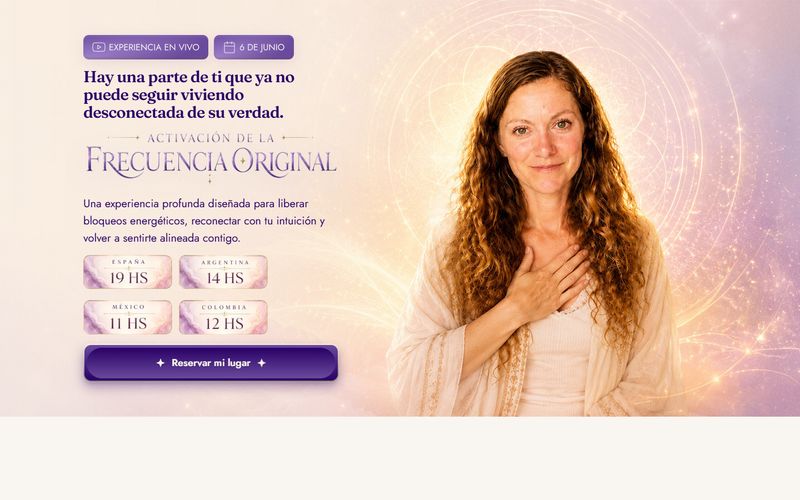 EXPERIENCIA EN VIVO
6 DE JUNIO
Hay una parte de ti que ya no
puede seguir viviendo
desconectada de su verdad.
ACTIVACIÓN DE LA
FRECUENCIA ORIGINAL
Una experiencia profunda diseñada para liberar
bloqueos energéticos, reconectar con tu intuición y
volver a sentirte alineada contigo.
ESPAÑA
19 HS
ARGENTINA
14 HS
MÉXICO
11 HS
COLOMBIA
12 HS
Reservar mi lugar